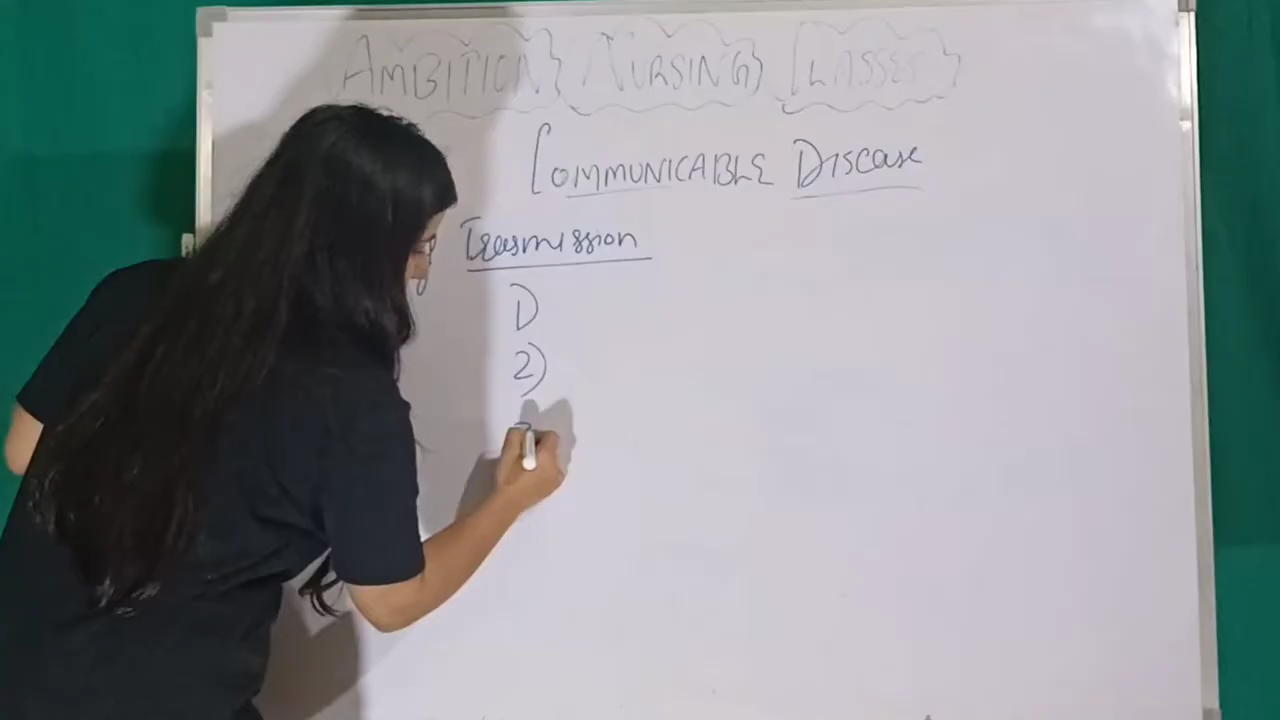 AMBITION NURSING CLASSES
COMMUNICABLE DISEASE
Transmission
1)
2)